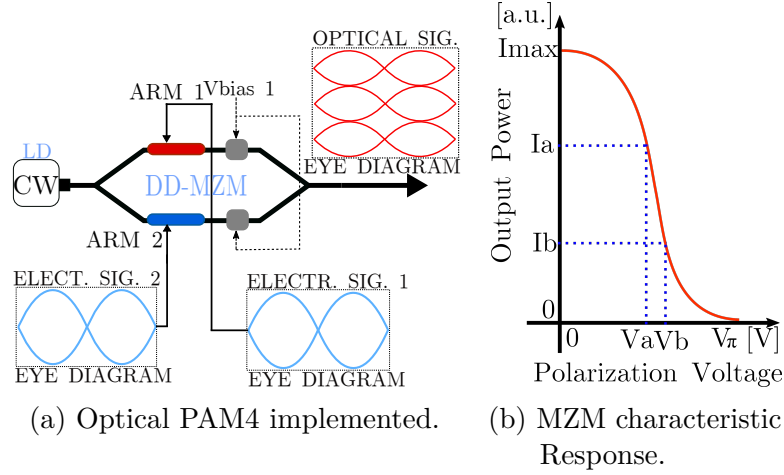 OPTICAL SIG.
ARM 1
Vbias 1
EYE DIAGRAM
LD
CW
DD-MZM
ARM 2
ELECT. SIG. 2
EYE DIAGRAM
ELECTR. SIG. 1
EYE DIAGRAM
(a) Optical PAM4 implemented.
[a.u.]
Imax
Output Power
Ia
Ib
0
0
Va
Vb
Vπ
[V]
Polarization Voltage
(b) MZM characteristic
Response.